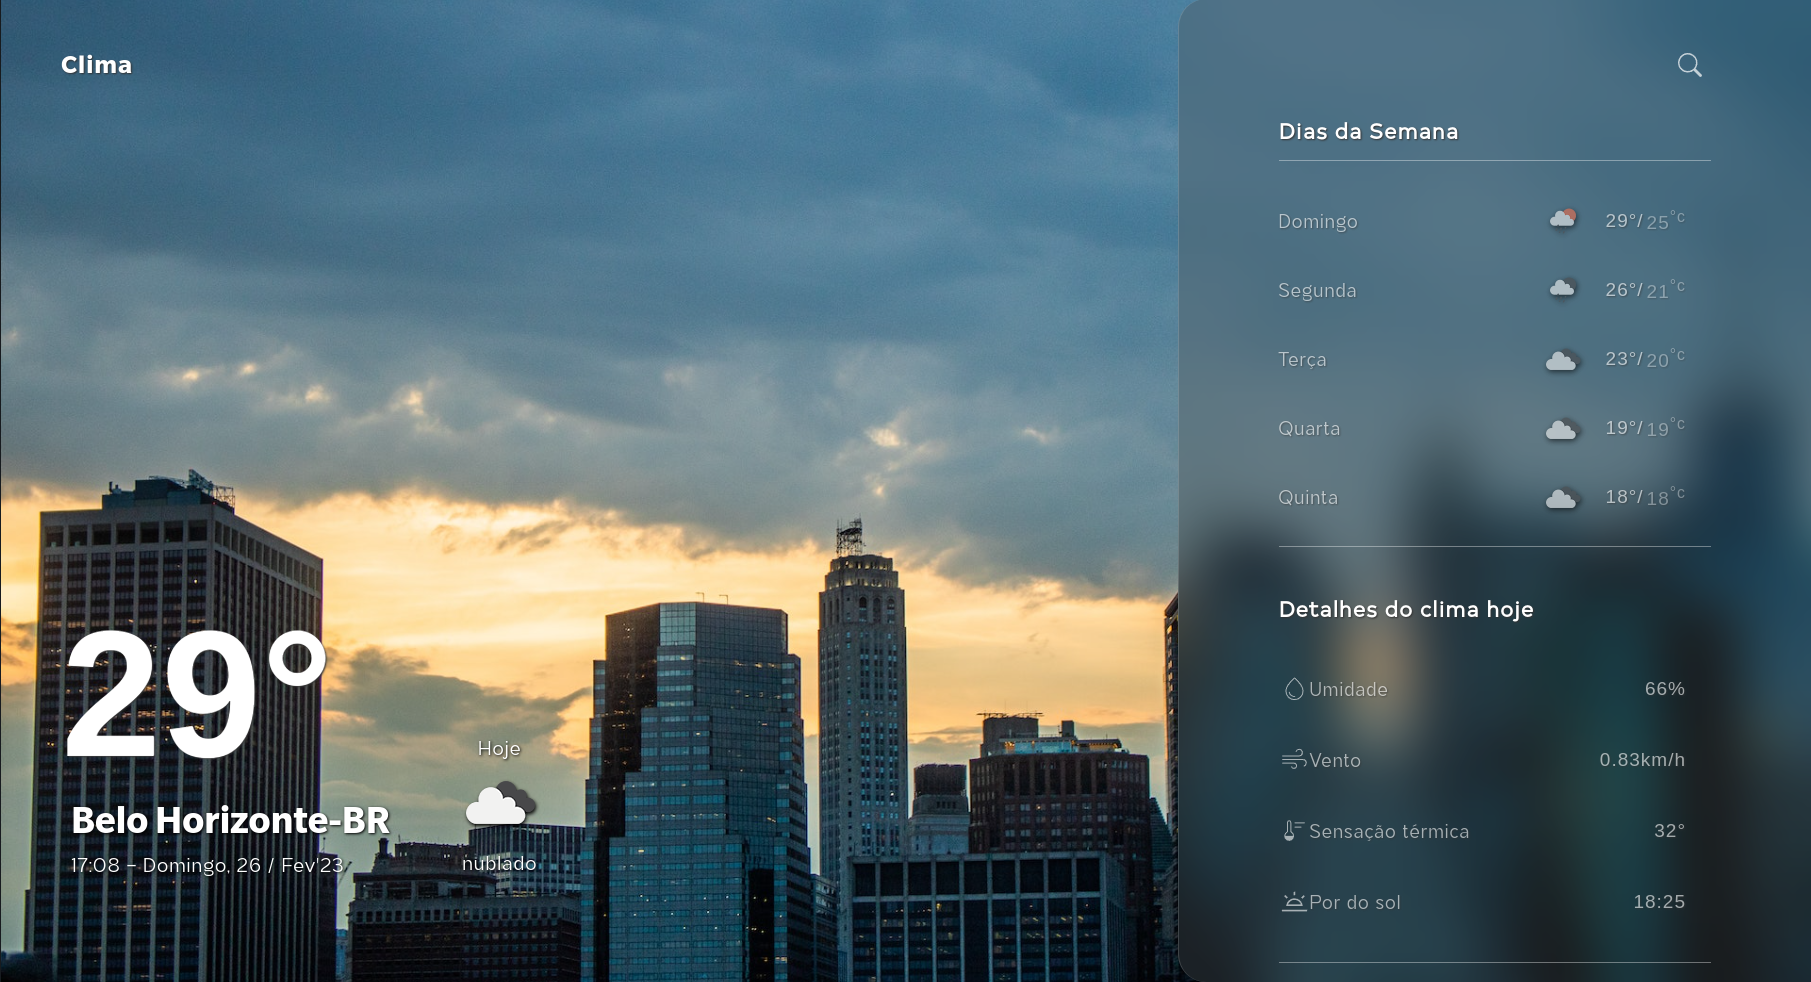 Clima
29°
Belo Horizonte-BR
17:08 – Domingo, 26 / Fev'23
Hoje
nublado
Dias da Semana
Domingo 29°/ 25°c
Segunda 26°/ 21°c
Terça 23°/ 20°c
Quarta 19°/ 19°c
Quinta 18°/ 18°c
Detalhes do clima hoje
Umidade 66%
Vento 0.83km/h
Sensação térmica 32°
Por do sol 18:25